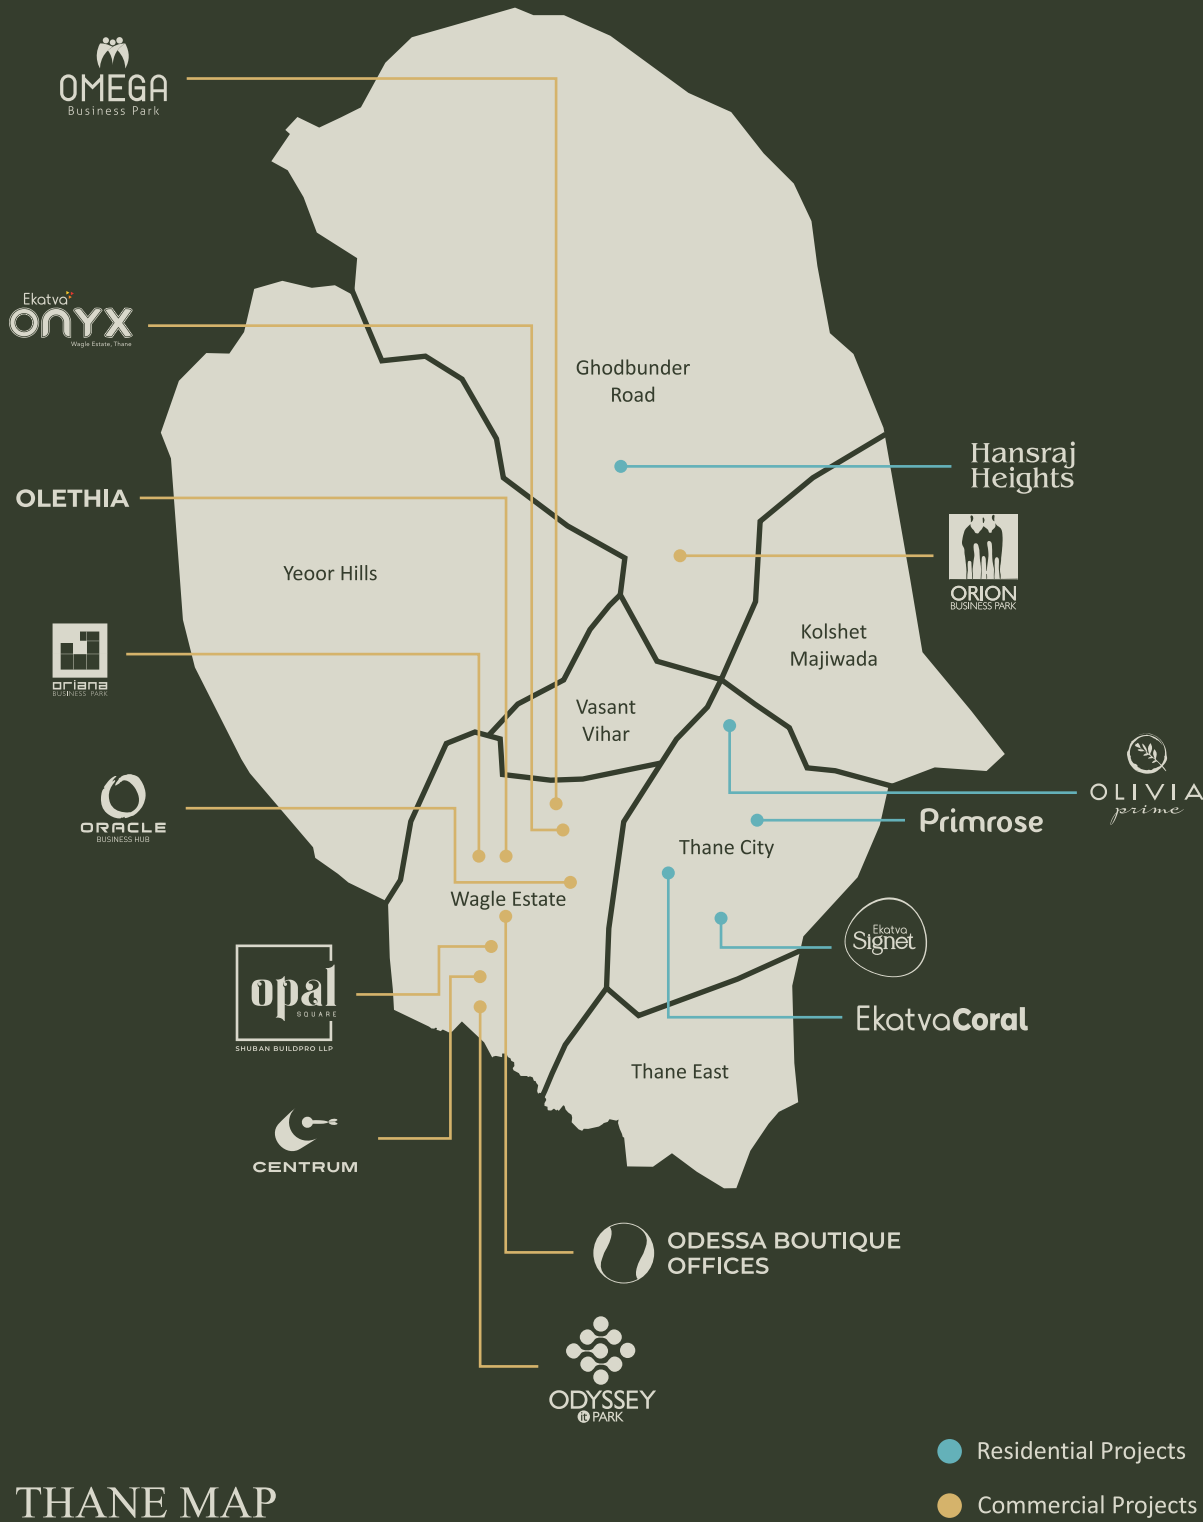 OMEGA
Business Park
Ekatva
ONYX
Wagle Estate, Thane
Ghodbunder
Road
Hansraj
Heights
OLETHIA
ORION
BUSINESS PARK
Yeoor Hills
Kolshet
Majiwada
oriana
BUSINESS PARK
Vasant
Vihar
OLIVIA
prime
ORACLE
BUSINESS HUB
Primrose
Thane City
Wagle Estate
Ekatva
Signet
opal
SQUARE
SHUBAN BUILDPRO LLP
EkatvaCoral
Thane East
CENTRUM
ODESSA BOUTIQUE
OFFICES
ODYSSEY
it PARK
Residential Projects
Commercial Projects
THANE MAP